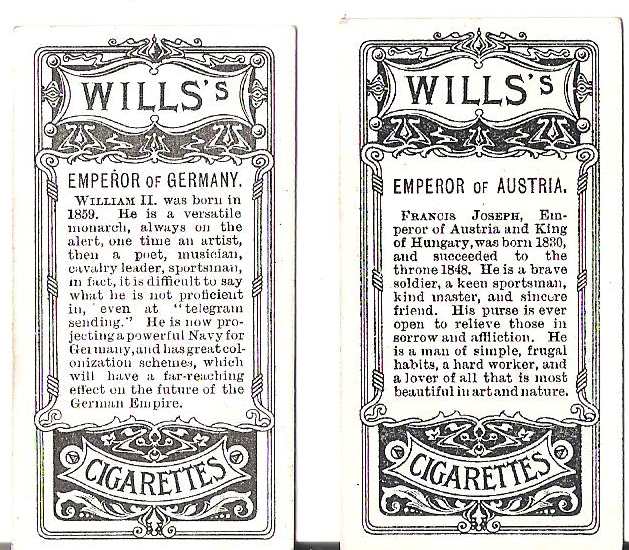 WILL'S's
EMPEROR OF GERMANY.
WILLIAM II. was born in
1859. He is a versatile
monarch, always on the
alert, one time an artist,
then a poet, musician,
cavalry leader, sportsman,
in fact, it is difficult to say
what he is not proficient
in, even at "telegram
sending." He is now pro-
jecting a powerful Navy for
Germany, and has great col-
onization schemes, which
will have a far-reaching
effect on the future of the
German Empire.
CIGARETTES
WILLS's
EMPEROR OF AUSTRIA.
FRANCIS JOSEPH, Em-
peror of Austria and King
of Hungary, was born 1830,
and succeeded to the
throne 1848. He is a brave
soldier, a keen sportsman,
kind master, and sincere
friend. His purse is ever
open to relieve those in
sorrow and affliction. He
is a man of simple, frugal
habits, a hard worker, and
a lover of all that is most
beautiful in art and nature.
CIGARETTES